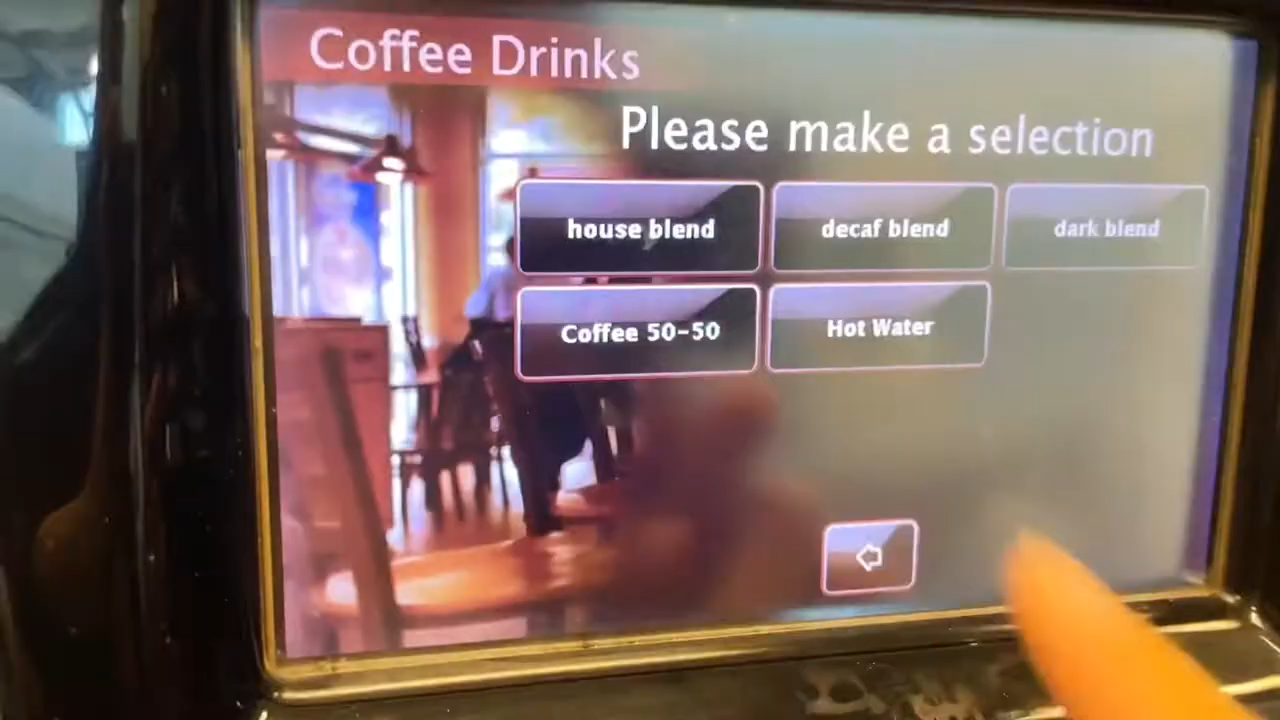 Coffee Drinks
Please make a selection
house blend
decaf blend
dark blend
Coffee 50-50
Hot Water